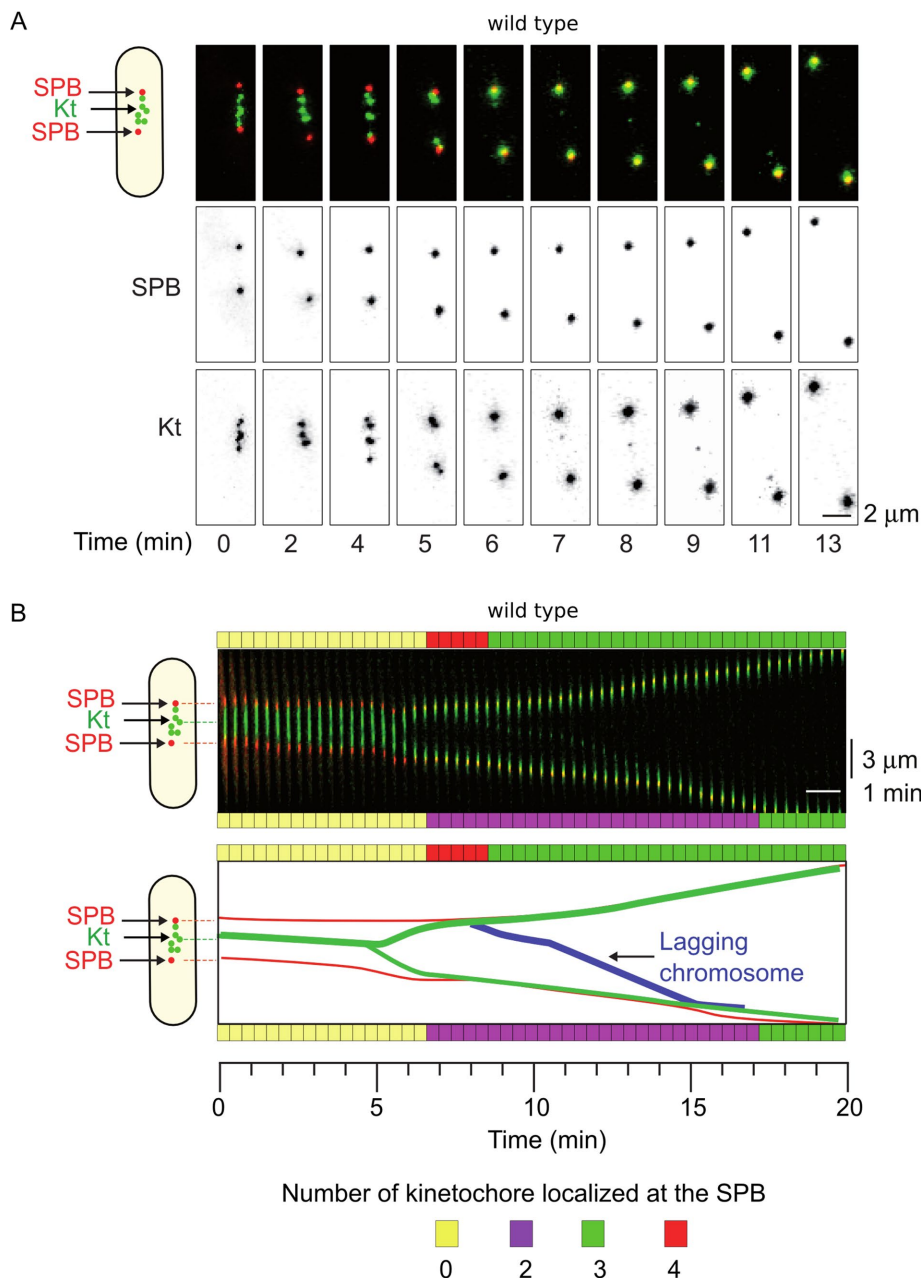 A
wild type
SPB
Kt
SPB
SPB
Kt
2 μm
Time (min) 0 2 4 5 6 7 8 9 11 13
B
wild type
SPB
Kt
SPB
3 μm
1 min
SPB
Kt
SPB
Lagging
chromosome
0 5 10 15 20
Time (min)
Number of kinetochore localized at the SPB
0 2 3 4